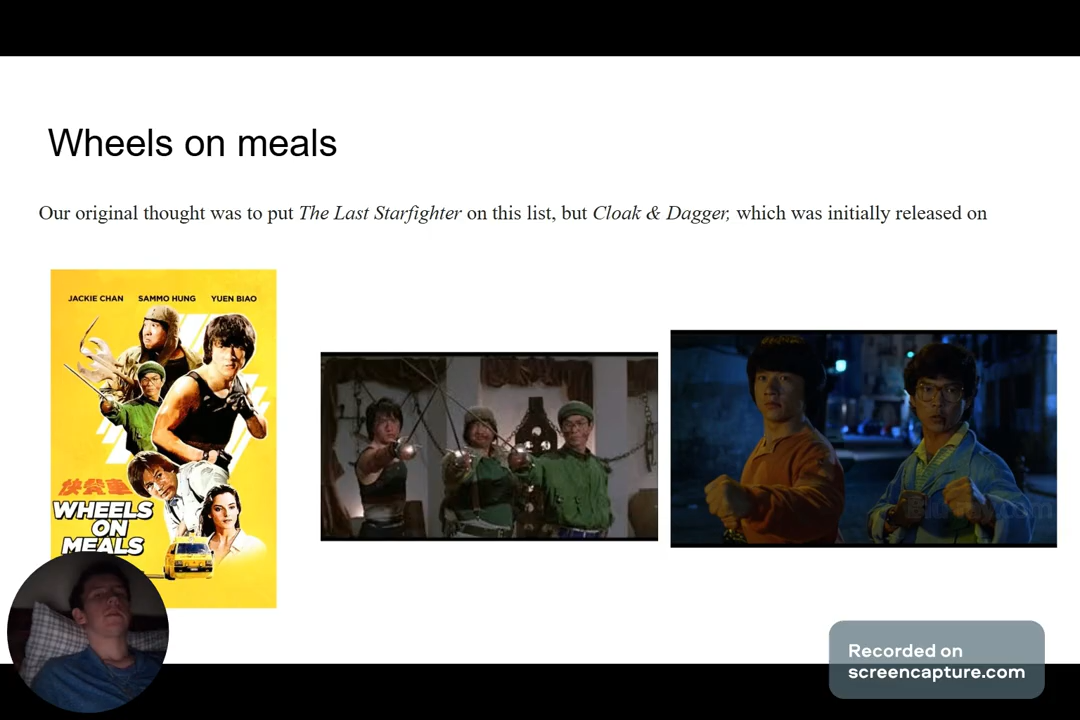 Wheels on meals
Our original thought was to put The Last Starfighter on this list, but Cloak & Dagger, which was initially released on
JACKIE CHAN SAMMO HUNG YUEN BIAO
快餐車
WHEELS
ON
MEALS
Recorded on
screencapture.com